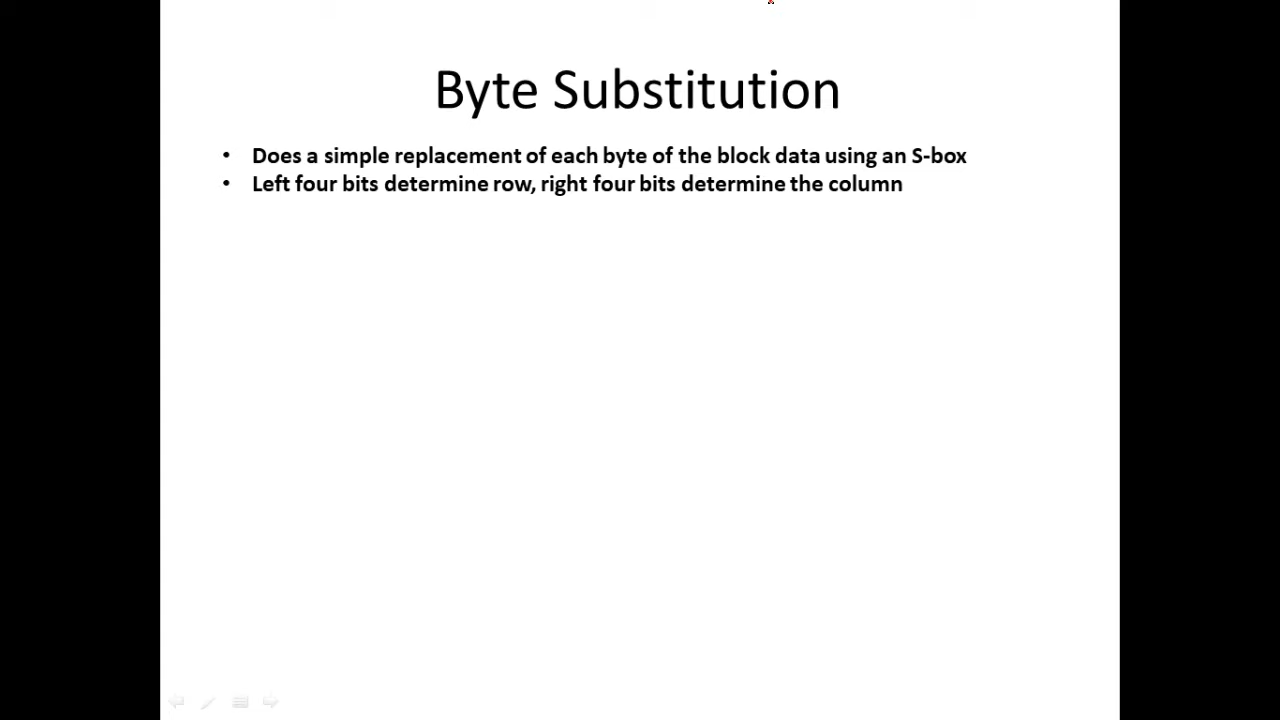 Byte Substitution
• Does a simple replacement of each byte of the block data using an S-box
• Left four bits determine row, right four bits determine the column